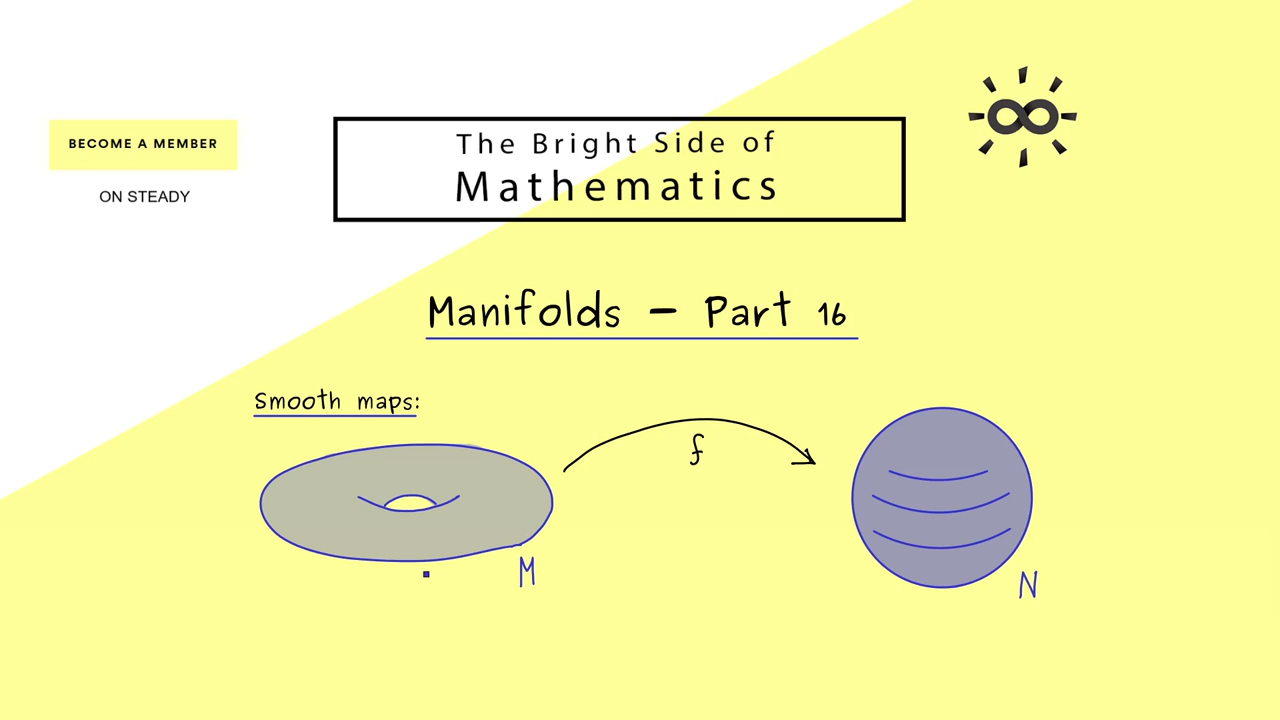 BECOME A MEMBER
ON STEADY
The Bright Side of
Mathematics
Manifolds - Part 16
Smooth maps:
f
M
N